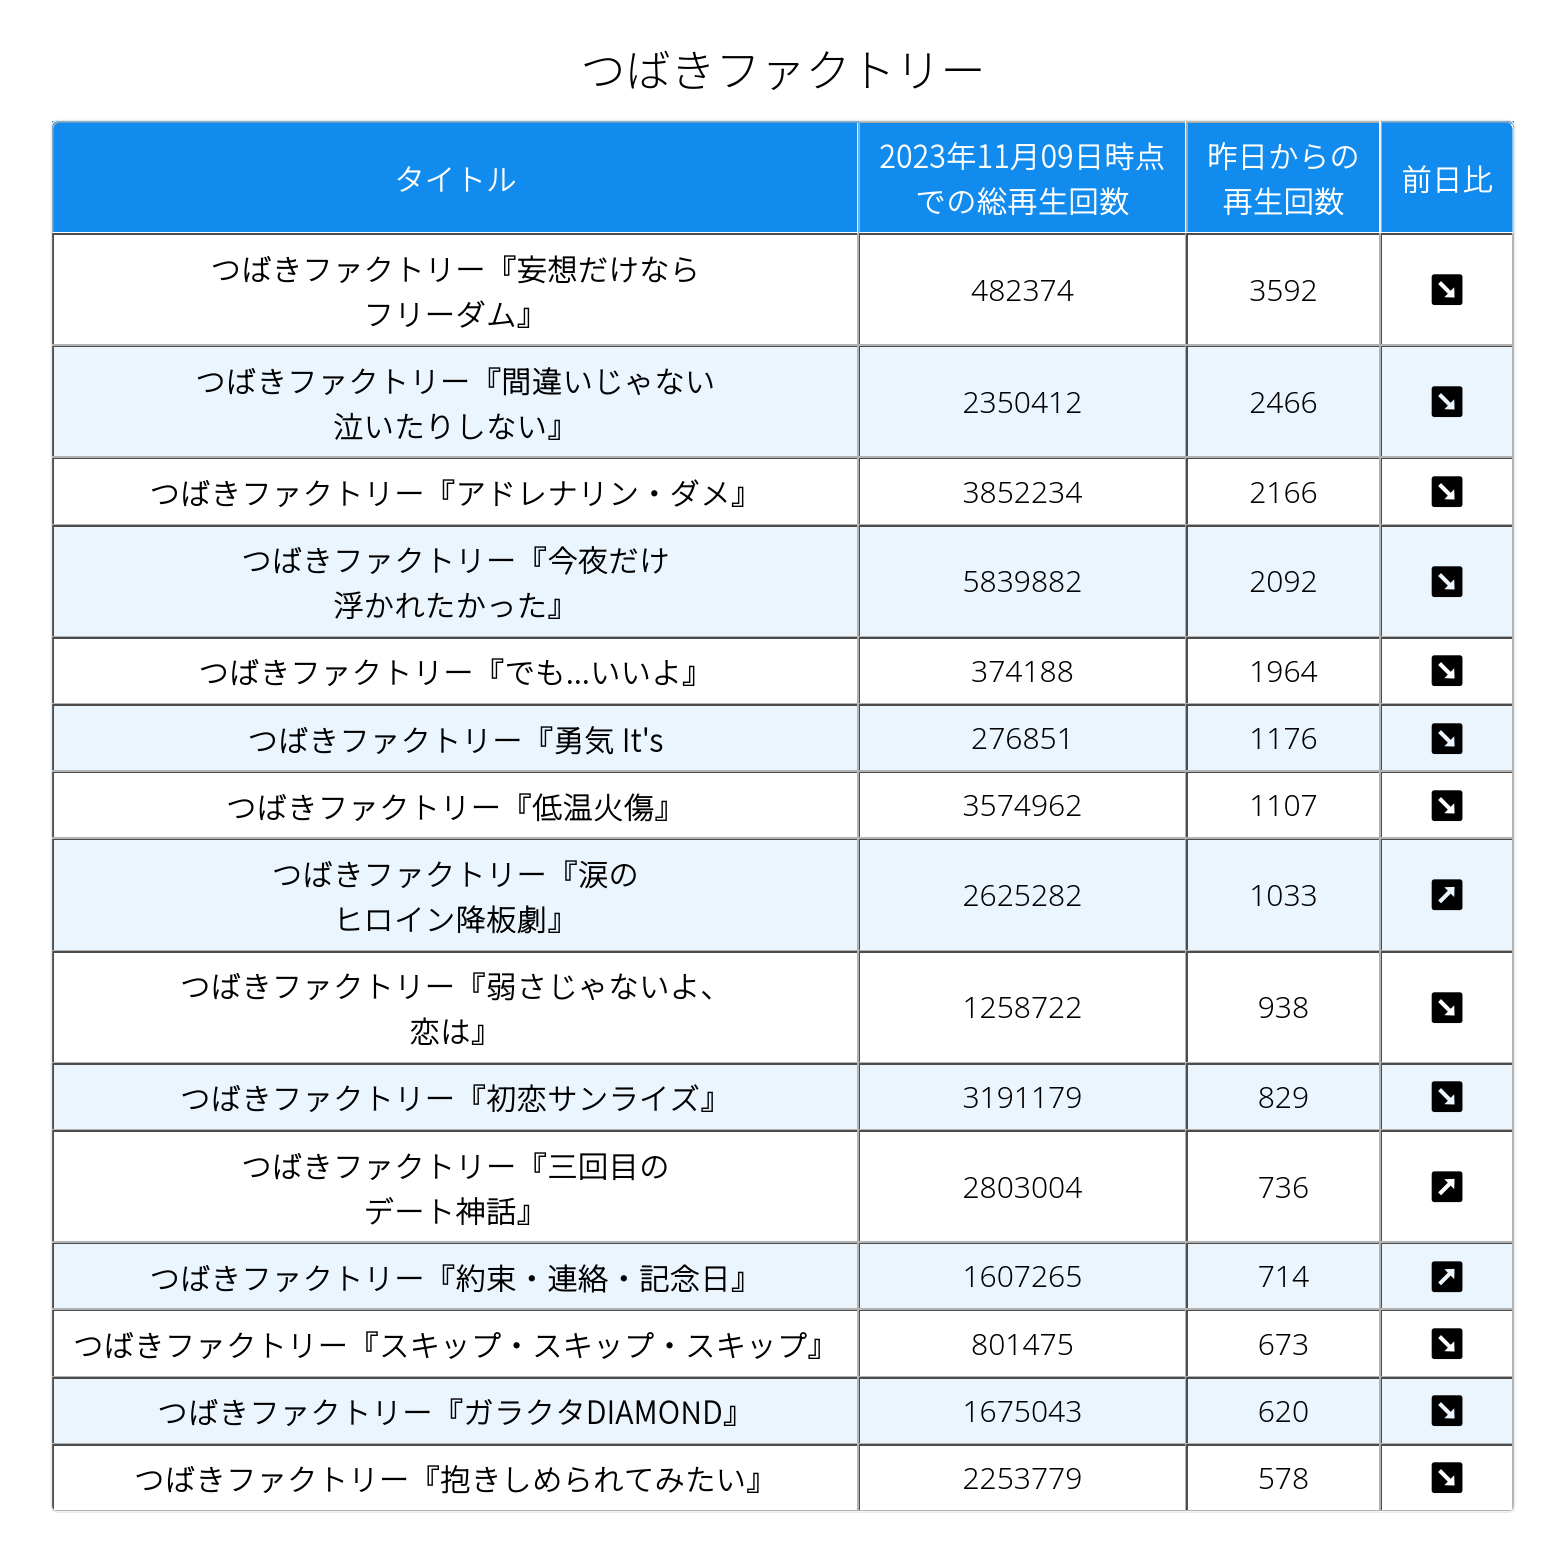 つばきファクトリー
タイトル
2023年11月09日時点
での総再生回数
昨日からの
再生回数
前日比
つばきファクトリー『妄想だけなら
フリーダム』
482374
3592
つばきファクトリー『間違いじゃない
泣いたりしない』
2350412
2466
つばきファクトリー『アドレナリン・ダメ』
3852234
2166
つばきファクトリー『今夜だけ
浮かれたかった』
5839882
2092
つばきファクトリー『でも...いいよ』
374188
1964
つばきファクトリー『勇気 It's
276851
1176
つばきファクトリー『低温火傷』
3574962
1107
つばきファクトリー『涙の
ヒロイン降板劇』
2625282
1033
つばきファクトリー『弱さじゃないよ、
恋は』
1258722
938
つばきファクトリー『初恋サンライズ』
3191179
829
つばきファクトリー『三回目の
デート神話』
2803004
736
つばきファクトリー『約束・連絡・記念日』
1607265
714
つばきファクトリー『スキップ・スキップ・スキップ』
801475
673
つばきファクトリー『ガラクタDIAMOND』
1675043
620
つばきファクトリー『抱きしめられてみたい』
2253779
578